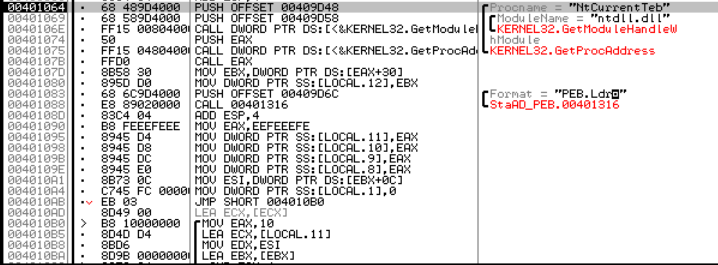 00401064 . 68 489D4000 PUSH OFFSET 00409D48 Procname = "NtCurrentTeb"
00401069 . 68 589D4000 PUSH OFFSET 00409D58 ModuleName = "ntdll.dll"
0040106E . FF15 00804000 CALL DWORD PTR DS:[<&KERNEL32.GetModule KERNEL32.GetModuleHandleW
00401074 . 50 PUSH EAX hModule
00401075 . FF15 04804000 CALL DWORD PTR DS:[<&KERNEL32.GetProcAd KERNEL32.GetProcAddress
0040107B . FFD0 CALL EAX
0040107D . 8B58 30 MOV EBX,DWORD PTR DS:[EAX+30]
00401080 . 895D D0 MOV DWORD PTR SS:[LOCAL.12],EBX
00401083 . 68 6C9D4000 PUSH OFFSET 00409D6C Format = "PEB.Ldr
00401088 . E8 89020000 CALL 00401316 StaAD_PEB.00401316
0040108D . 83C4 04 ADD ESP,4
00401090 . B8 FEEEFEEE MOV EAX,EEFEEEFE
00401095 . 8945 D4 MOV DWORD PTR SS:[LOCAL.11],EAX
00401098 . 8945 D8 MOV DWORD PTR SS:[LOCAL.10],EAX
0040109B . 8945 DC MOV DWORD PTR SS:[LOCAL.9],EAX
0040109E . 8945 E0 MOV DWORD PTR SS:[LOCAL.8],EAX
004010A1 . 8B73 0C MOV ESI,DWORD PTR DS:[EBX+0C]
004010A4 . C745 FC 0000 MOV DWORD PTR SS:[LOCAL.1],0
004010AB . EB 03 JMP SHORT 004010B0
004010AD 8D49 00 LEA ECX,[ECX]
004010B0 > B8 10000000 MOV EAX,10
004010B5 . 8D4D D4 LEA ECX,[LOCAL.11]
004010B8 . 8BD6 MOV EDX,ESI
. 8D9B 0000000 LEA EBX,[EBX]